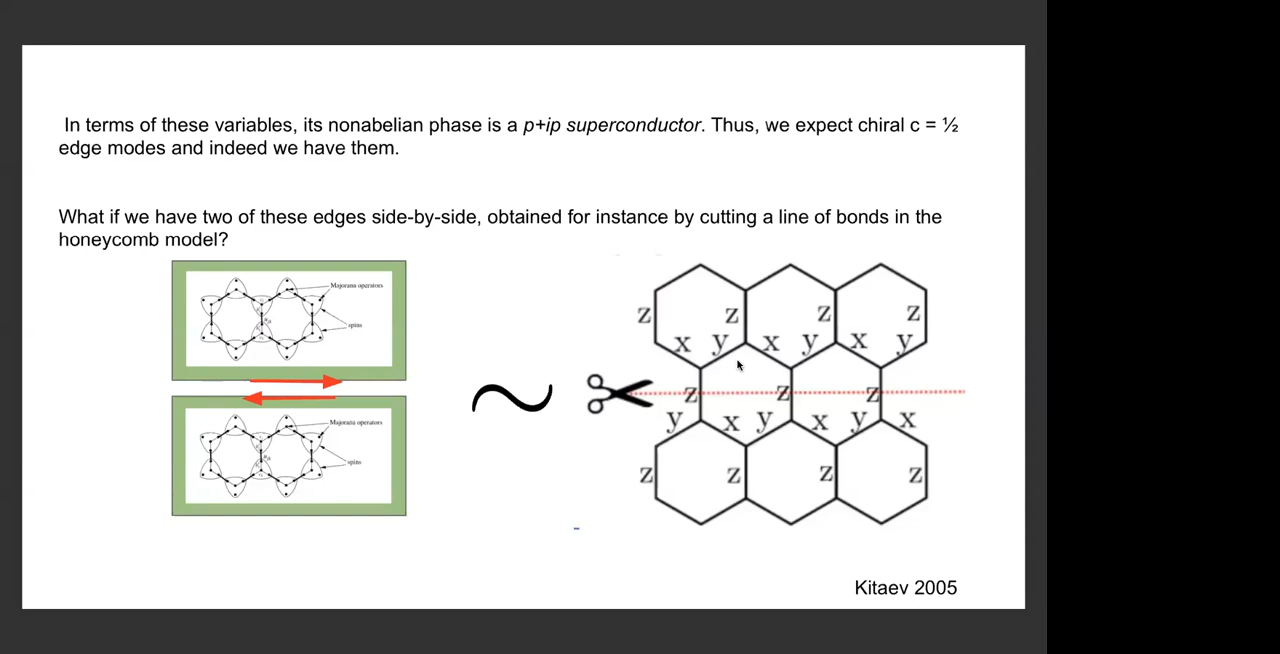 In terms of these variables, its nonabelian phase is a p+ip superconductor. Thus, we expect chiral c = ½
edge modes and indeed we have them.
What if we have two of these edges side-by-side, obtained for instance by cutting a line of bonds in the
honeycomb model?
Majorana operators
spins
Majorana operators
spins
z z z z
x y x y x y
z z z
y x y x y x
z z z z
Kitaev 2005